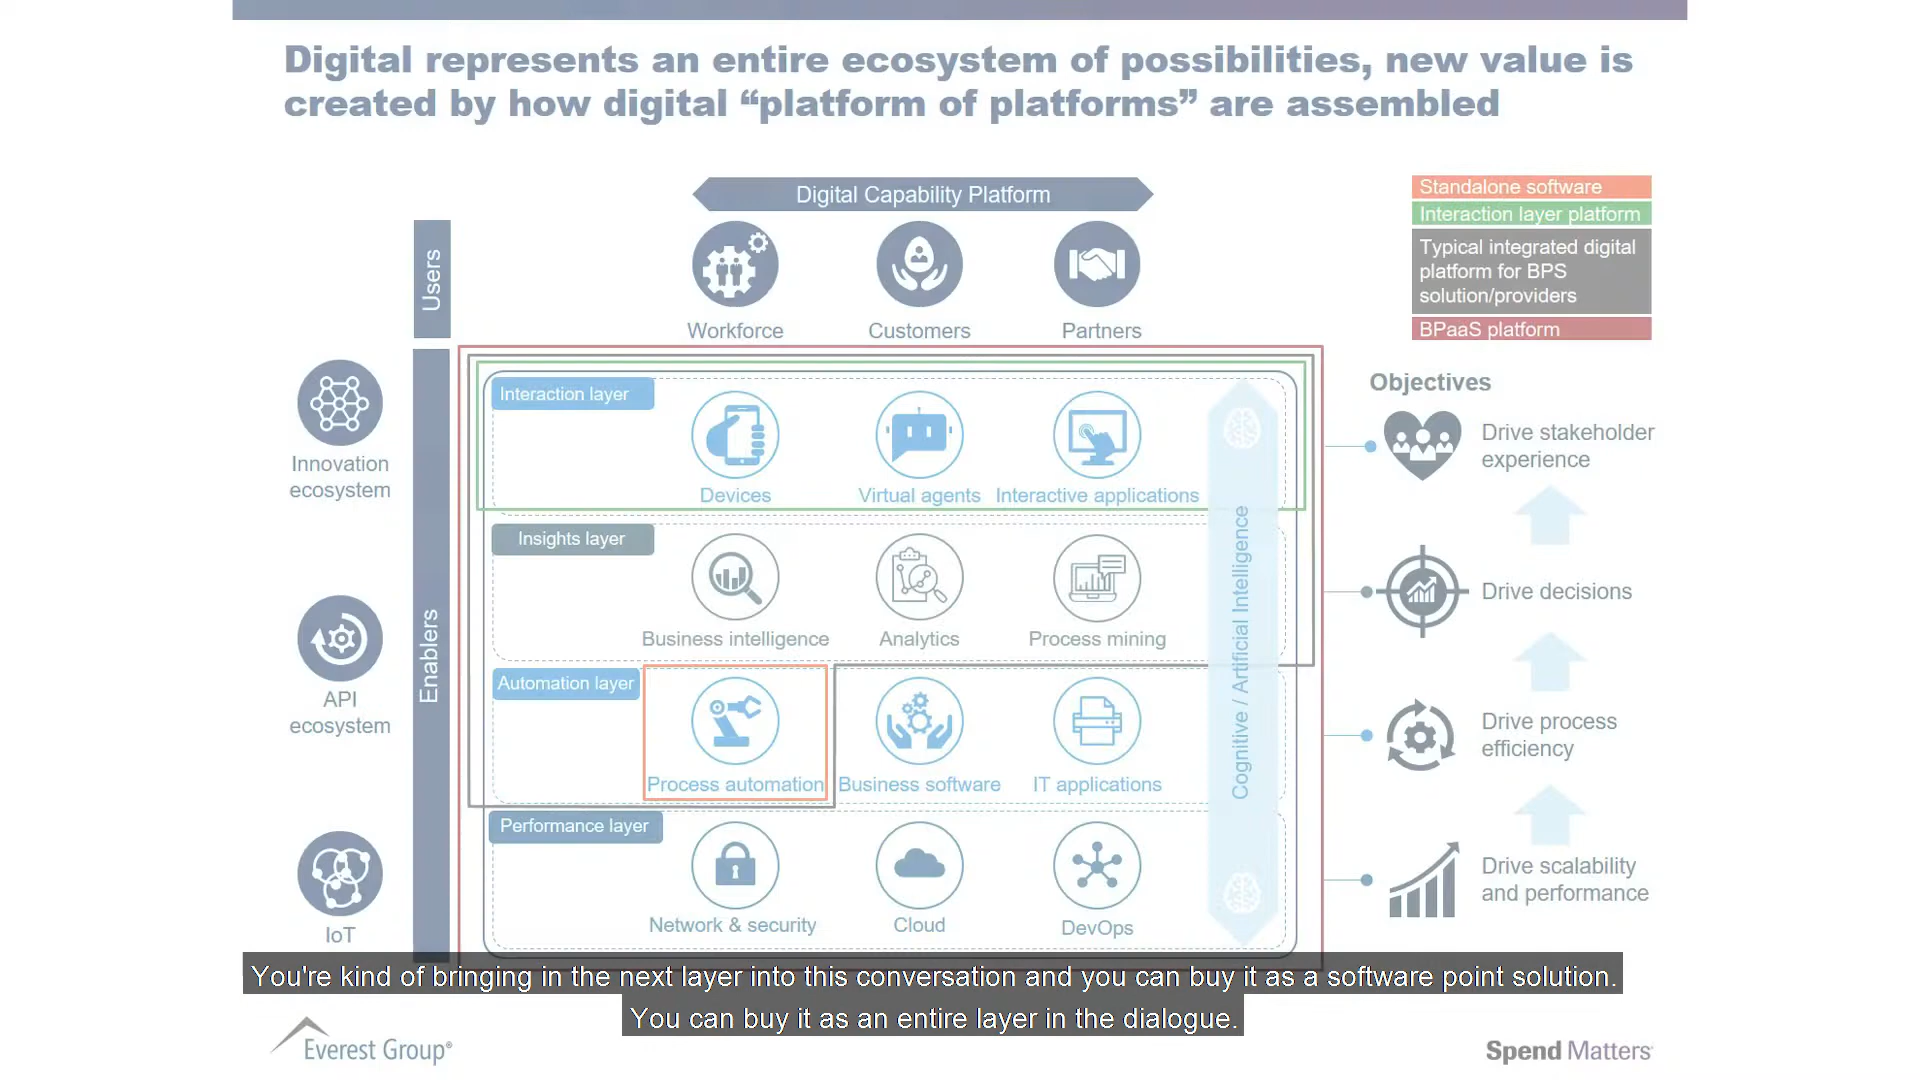 Digital represents an entire ecosystem of possibilities, new value is
created by how digital “platform of platforms” are assembled
Digital Capability Platform
Standalone software
Interaction layer platform
Typical integrated digital
platform for BPS
solution/providers
BPaaS platform
Users
Workforce
Customers
Partners
Innovation
ecosystem
API
ecosystem
IoT
Enablers
Interaction layer
Devices
Virtual agents
Interactive applications
Insights layer
Business intelligence
Analytics
Process mining
Automation layer
Process automation
Business software
IT applications
Performance layer
Network & security
Cloud
DevOps
Cognitive / Artificial Intelligence
Objectives
Drive stakeholder
experience
Drive decisions
Drive process
efficiency
Drive scalability
and performance
You're kind of bringing in the next layer into this conversation and you can buy it as a software point solution.
You can buy it as an entire layer in the dialogue.
Everest Group®
Spend Matters